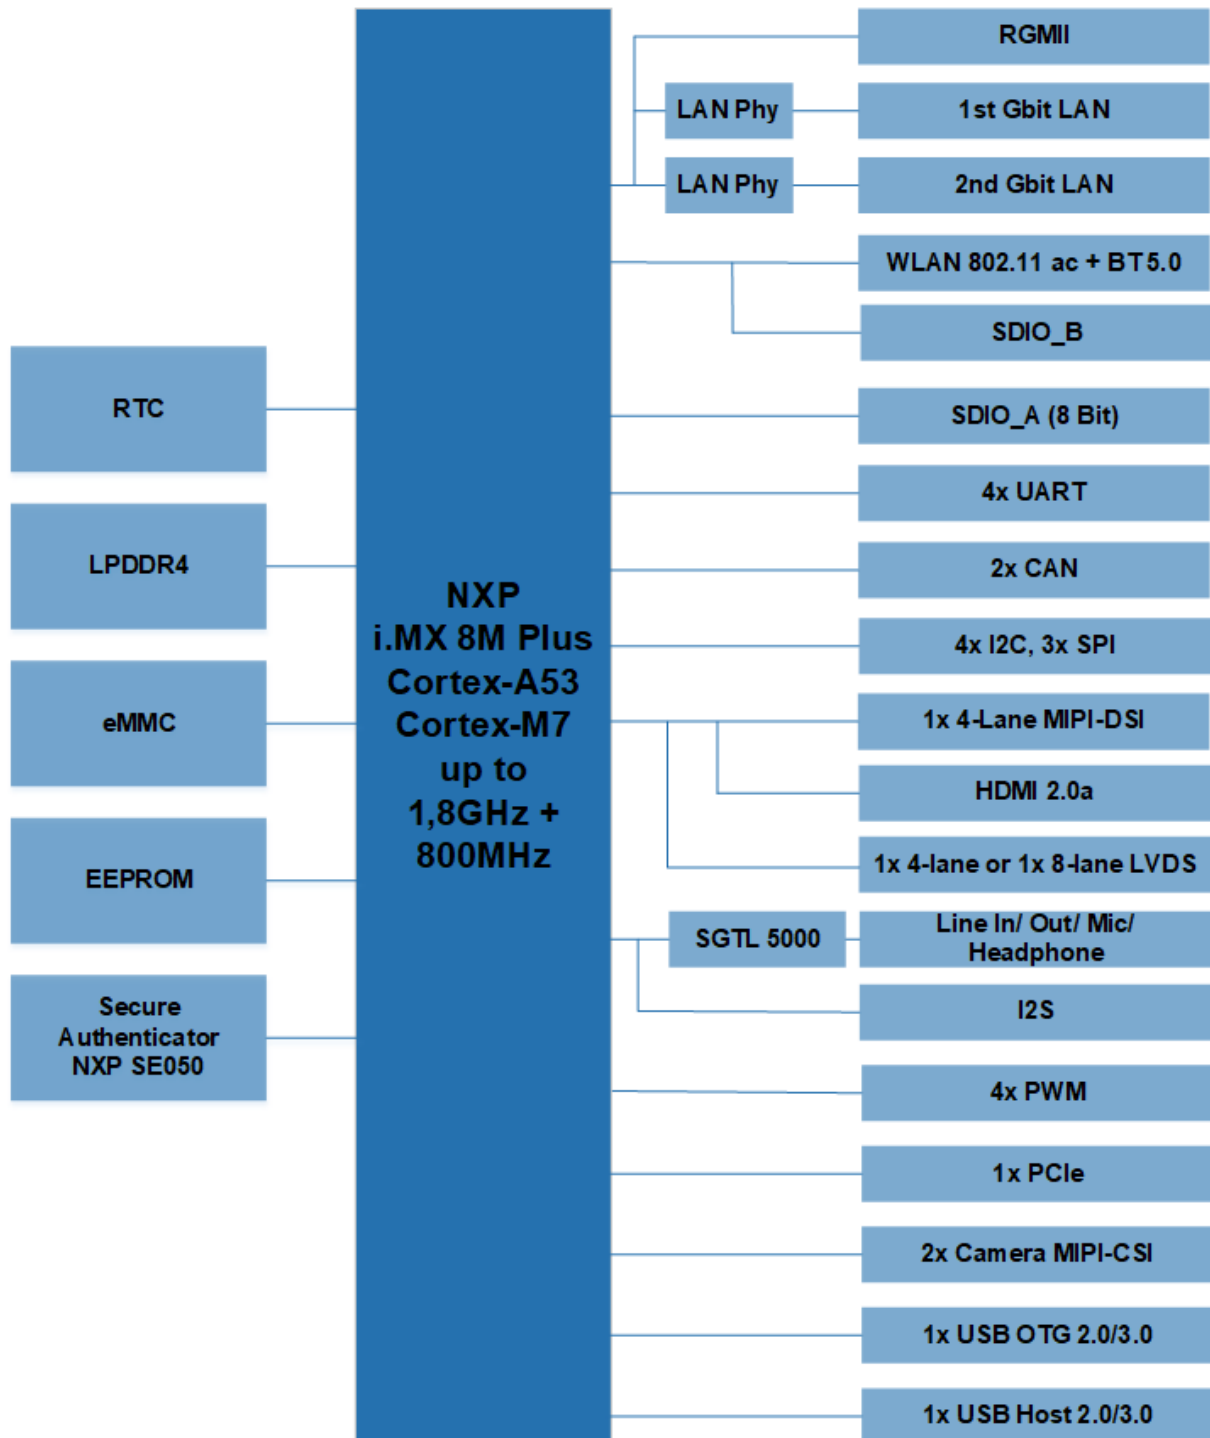 RGMII
LAN Phy
1st Gbit LAN
LAN Phy
2nd Gbit LAN
WLAN 802.11 ac + BT5.0
SDIO_B
RTC
SDIO_A (8 Bit)
4x UART
LPDDR4
2x CAN
NXP
i.MX 8M Plus
Cortex-A53
Cortex-M7
up to
1,8GHz +
800MHz
4x I2C, 3x SPI
eMMC
1x 4-Lane MIPI-DSI
HDMI 2.0a
1x 4-lane or 1x 8-lane LVDS
EEPROM
SGTL 5000
Line In/ Out/ Mic/
Headphone
I2S
Secure
Authenticator
NXP SE050
4x PWM
1x PCIe
2x Camera MIPI-CSI
1x USB OTG 2.0/3.0
1x USB Host 2.0/3.0